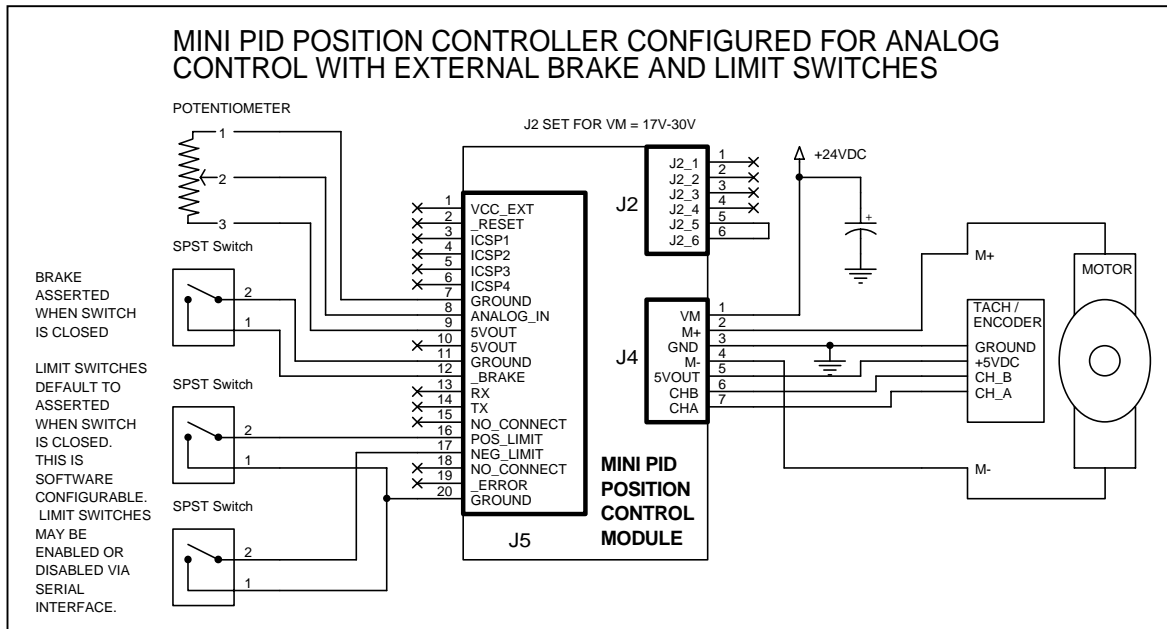 MINI PID POSITION CONTROLLER CONFIGURED FOR ANALOG
CONTROL WITH EXTERNAL BRAKE AND LIMIT SWITCHES
POTENTIOMETER
1
2
3
SPST Switch
2
1
BRAKE
ASSERTED
WHEN SWITCH
IS CLOSED
LIMIT SWITCHES
DEFAULT TO
ASSERTED
WHEN SWITCH
IS CLOSED.
THIS IS
SOFTWARE
CONFIGURABLE.
LIMIT SWITCHES
MAY BE
ENABLED OR
DISABLED VIA
SERIAL
INTERFACE.
SPST Switch
2
1
SPST Switch
2
1
J2 SET FOR VM = 17V-30V
1 VCC_EXT
2 _RESET
3 ICSP1
4 ICSP2
5 ICSP3
6 ICSP4
7 GROUND
8 ANALOG_IN
9 5VOUT
10 5VOUT
11 GROUND
12 _BRAKE
13 RX
14 TX
15 NO_CONNECT
16 POS_LIMIT
17 NEG_LIMIT
18 NO_CONNECT
19 _ERROR
20 GROUND
J5
J2
J2_1 1
J2_2 2
J2_3 3
J2_4 4
J2_5 5
J2_6 6
J4
VM 1
M+ 2
GND 3
M- 4
5VOUT 5
CHB 6
CHA 7
MINI PID
POSITION
CONTROL
MODULE
+24VDC
+
M+
MOTOR
TACH /
ENCODER
GROUND
+5VDC
CH_B
CH_A
M-